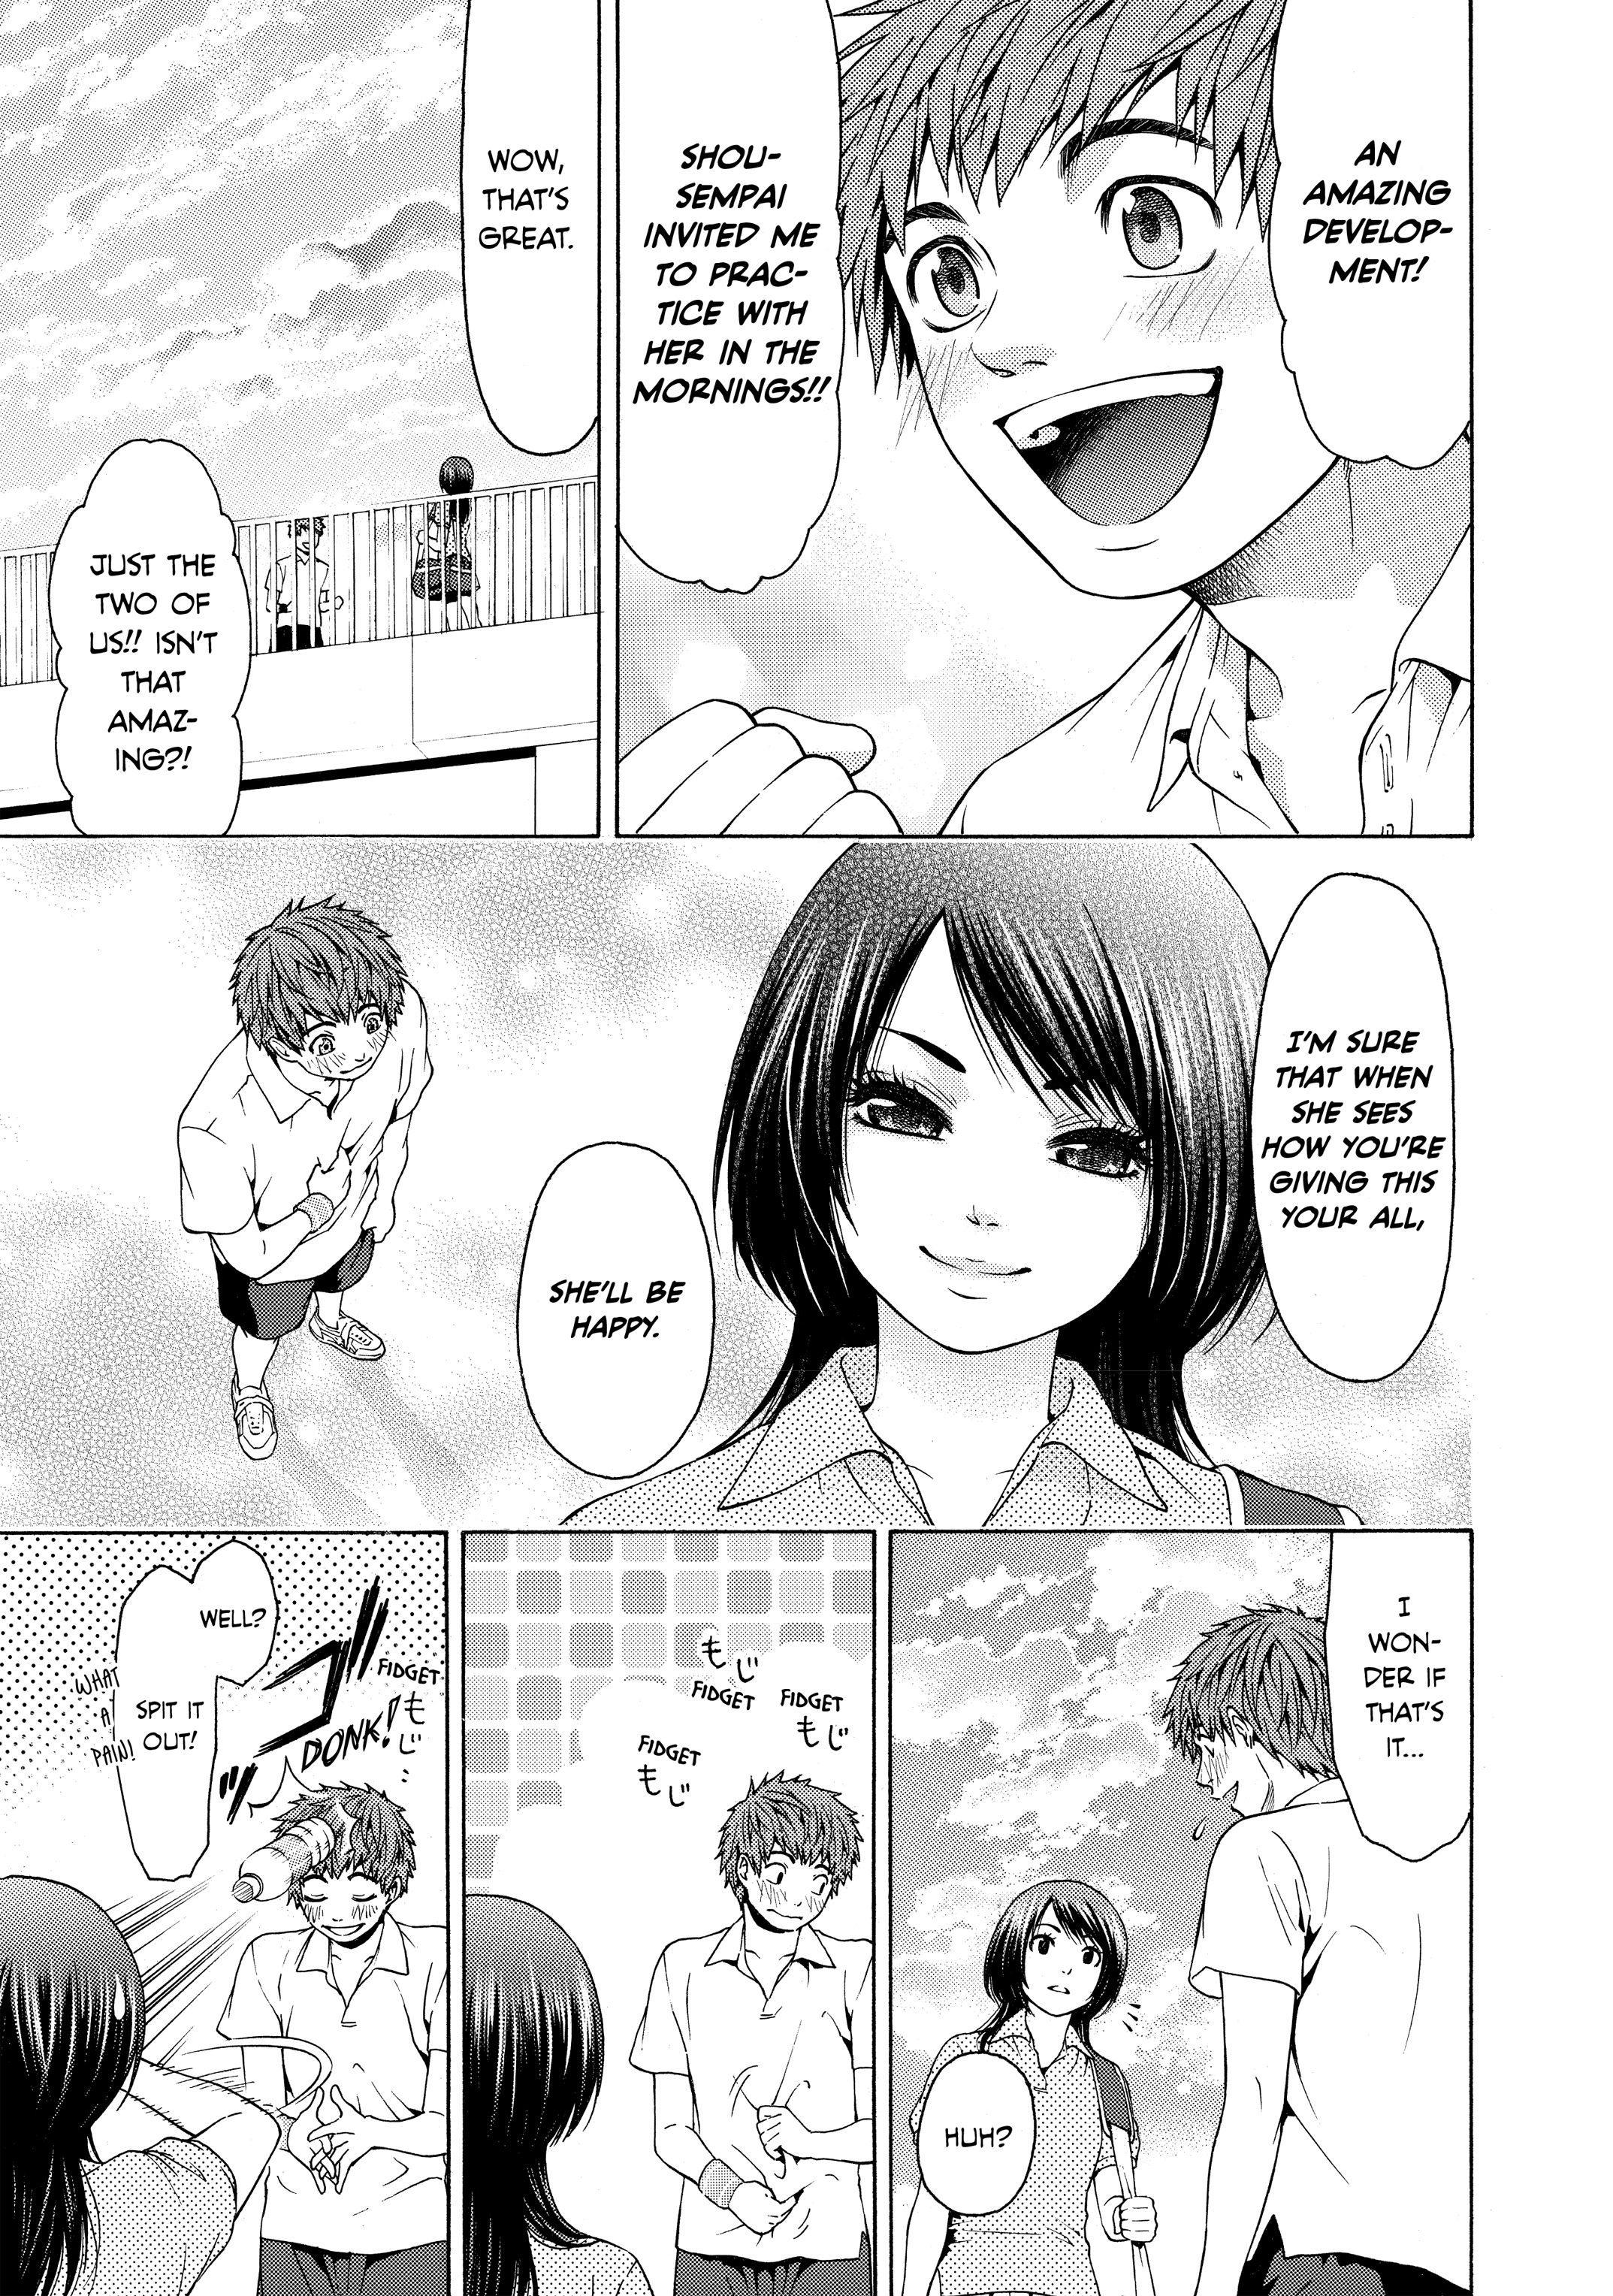 AN
AMAZING
DEVELOP-
MENT!
SHOU-
SEMPAI
INVITED ME
TO PRAC-
TICE WITH
HER IN THE
MORNINGS!!
WOW,
THAT'S
GREAT.
JUST THE
TWO OF
US!! ISN'T
THAT
AMAZ-
ING?!
I'M SURE
THAT WHEN
SHE SEES
HOW YOU'RE
GIVING THIS
YOUR ALL,
SHE'LL BE
HAPPY.
I
WON-
DER IF
THAT'S
IT...
HUH?
もじ
FIDGET
FIDGET
もじ
FIDGET
もじ
FIDGET
もじ
DONK!
WELL?
SPIT IT
OUT!
WHAT
A
PAIN!